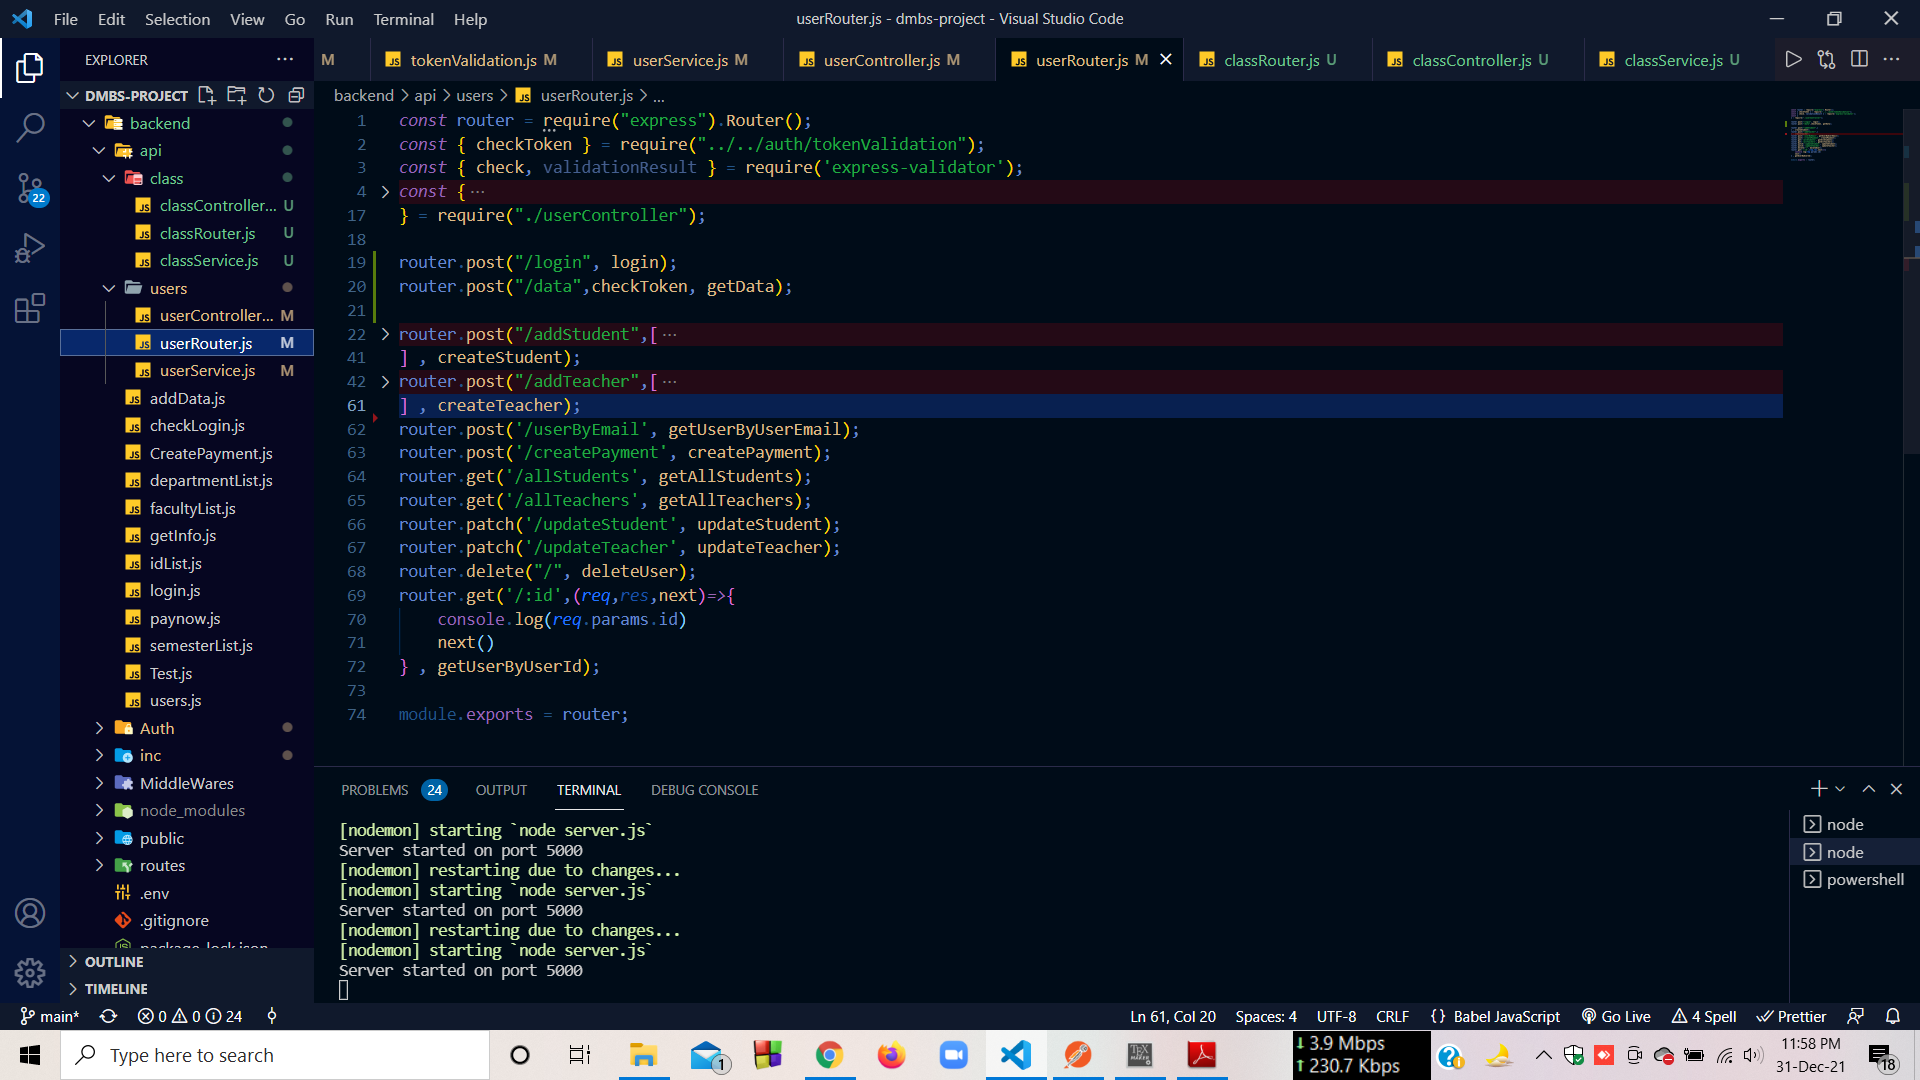 File Edit Selection View Go Run Terminal Help
userRouter.js - dmbs-project - Visual Studio Code
EXPLORER
M
tokenValidation.js M
userService.js M
userController.js M
userRouter.js M
classRouter.js U
classController.js U
classService.js U
DMBS-PROJECT
backend
api
class
classController... U
classRouter.js U
classService.js U
users
userController... M
userRouter.js M
userService.js M
addData.js
checkLogin.js
CreatePayment.js
departmentList.js
facultyList.js
getInfo.js
idList.js
login.js
paynow.js
semesterList.js
Test.js
users.js
Auth
inc
MiddleWares
node_modules
public
routes
.env
.gitignore
package-lock.json
OUTLINE
TIMELINE
22
backend > api > users > userRouter.js > ...
1 const router = require("express").Router();
2 const { checkToken } = require("../../auth/tokenValidation");
3 const { check, validationResult } = require('express-validator');
4 const { ...
17 } = require("./userController");
18
19 router.post("/login", login);
20 router.post("/data",checkToken, getData);
21
22 router.post("/addStudent",[ ...
41 ] , createStudent);
42 router.post("/addTeacher",[ ...
61 ] , createTeacher);
62 router.post('/userByEmail', getUserByUserEmail);
63 router.post('/createPayment', createPayment);
64 router.get('/allStudents', getAllStudents);
65 router.get('/allTeachers', getAllTeachers);
66 router.patch('/updateStudent', updateStudent);
67 router.patch('/updateTeacher', updateTeacher);
68 router.delete("/", deleteUser);
69 router.get('/:id',(req,res,next)=>{
70 console.log(req.params.id)
71 next()
72 } , getUserByUserId);
73
74 module.exports = router;
PROBLEMS 24 OUTPUT TERMINAL DEBUG CONSOLE
[nodemon] starting `node server.js`
Server started on port 5000
[nodemon] restarting due to changes...
[nodemon] starting `node server.js`
Server started on port 5000
[nodemon] restarting due to changes...
[nodemon] starting `node server.js`
Server started on port 5000
node
node
powershell
main* 0 0 24
Ln 61, Col 20 Spaces: 4 UTF-8 CRLF {} Babel JavaScript Go Live 4 Spell Prettier
Type here to search
1
3.9 Mbps
230.7 Kbps
11:58 PM
31-Dec-21
18